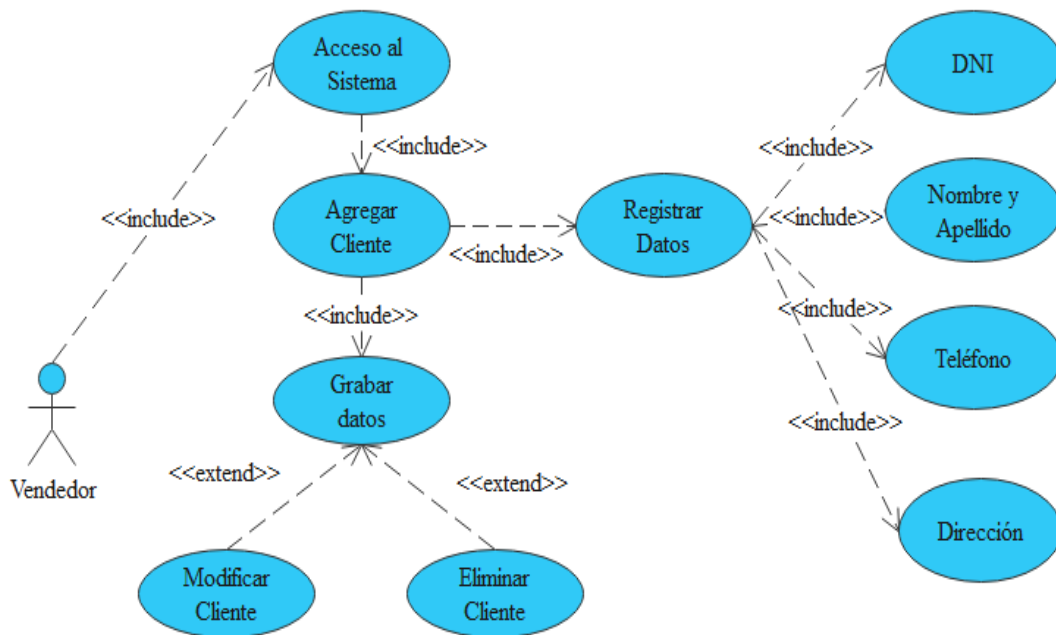 Acceso al
Sistema
DNI
<<include>>
<<include>>
Agregar
Cliente
Registrar
Datos
Nombre y
Apellido
<<include>>
<<include>>
<<include>>
<<include>>
<<include>>
Grabar
datos
Teléfono
<<include>>
Vendedor
<<extend>>
<<extend>>
Modificar
Cliente
Eliminar
Cliente
Dirección